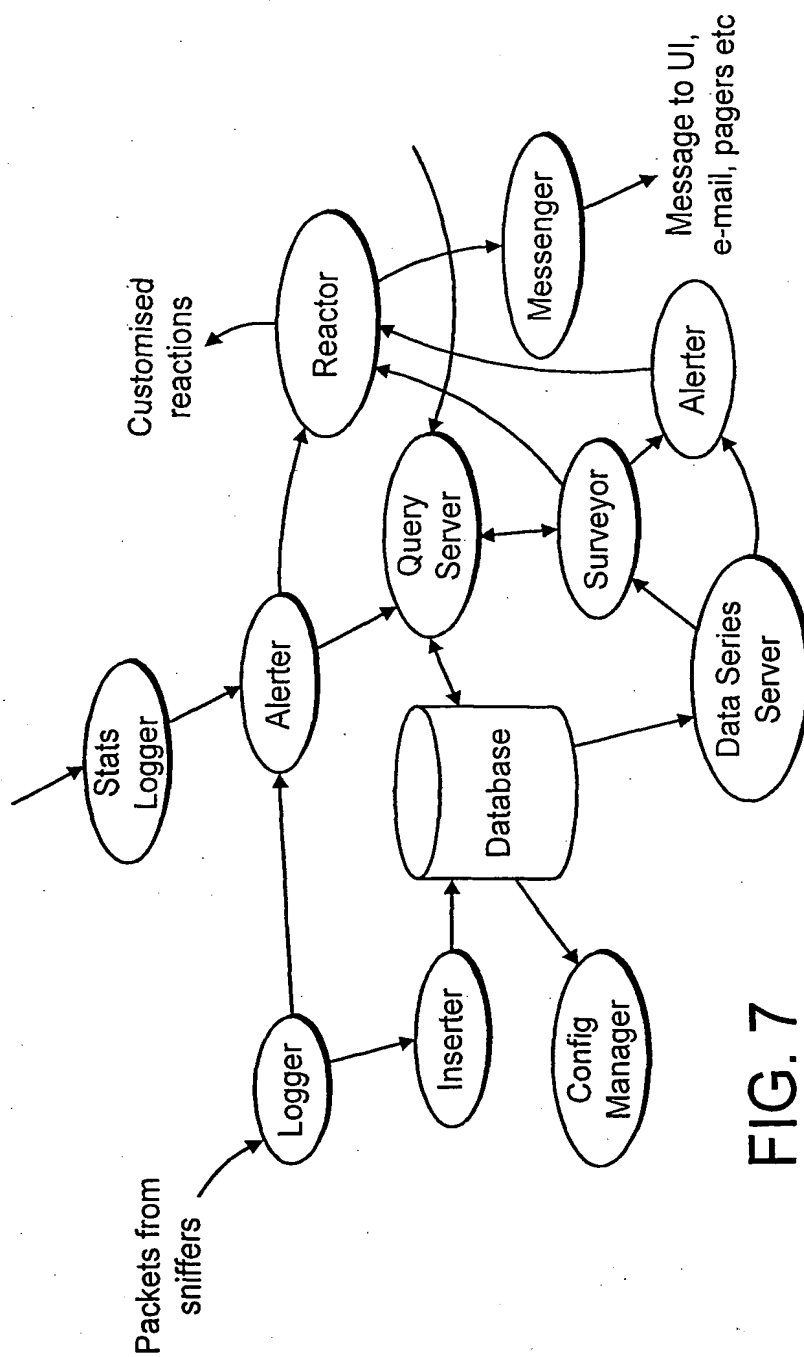 Packets from
sniffers
Logger
Stats
Logger
Alerter
Customised
reactions
Reactor
Inserter
Database
Query
Server
Config
Manager
Surveyor
Messenger
Data Series
Server
Alerter
Message to UI,
e-mail, pagers etc
FIG. 7